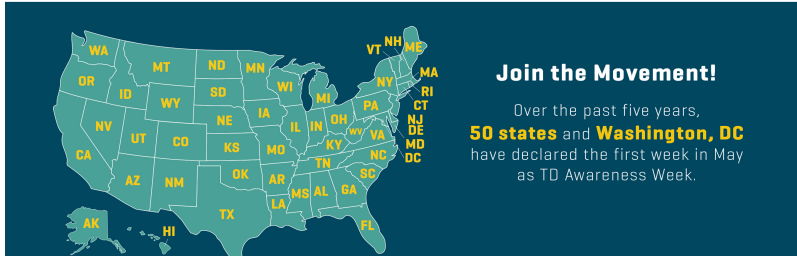 WA
OR
CA
NV
ID
MT
WY
UT
AZ
CO
NM
ND
SD
NE
KS
OK
TX
MN
IA
MO
AR
LA
WI
IL
MI
IN
OH
KY
TN
MS
AL
GA
FL
SC
NC
VA
WV
PA
NY
VT
NH
ME
MA
RI
CT
NJ
DE
MD
DC
AK
HI
Join the Movement!
Over the past five years,
50 states and Washington, DC
have declared the first week in May
as TD Awareness Week.